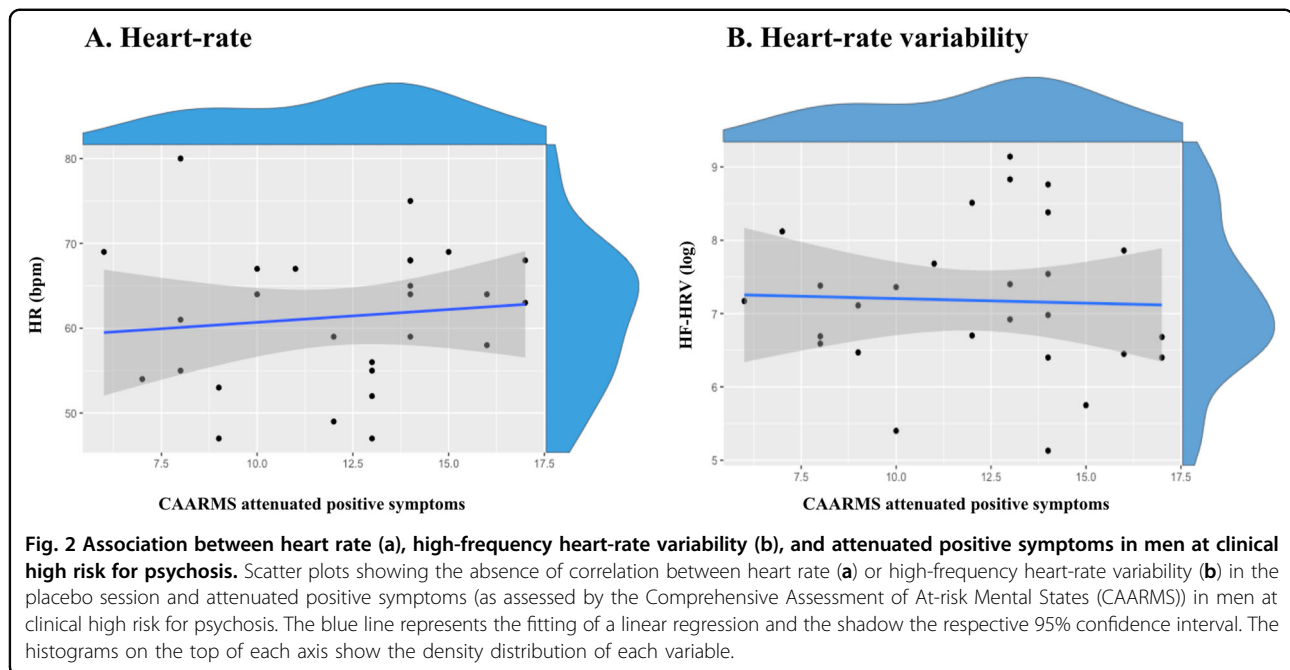 A. Heart-rate
HR (bpm)
80
70
60
50
7.5
10.0
12.5
15.0
17.5
CAARMS attenuated positive symptoms
B. Heart-rate variability
HF-HRV (log)
9
8
7
6
5
7.5
10.0
12.5
15.0
17.5
CAARMS attenuated positive symptoms
Fig. 2 Association between heart rate (a), high-frequency heart-rate variability (b), and attenuated positive symptoms in men at clinical
high risk for psychosis. Scatter plots showing the absence of correlation between heart rate (a) or high-frequency heart-rate variability (b) in the
placebo session and attenuated positive symptoms (as assessed by the Comprehensive Assessment of At-risk Mental States (CAARMS)) in men at
clinical high risk for psychosis. The blue line represents the fitting of a linear regression and the shadow the respective 95% confidence interval. The
histograms on the top of each axis show the density distribution of each variable.